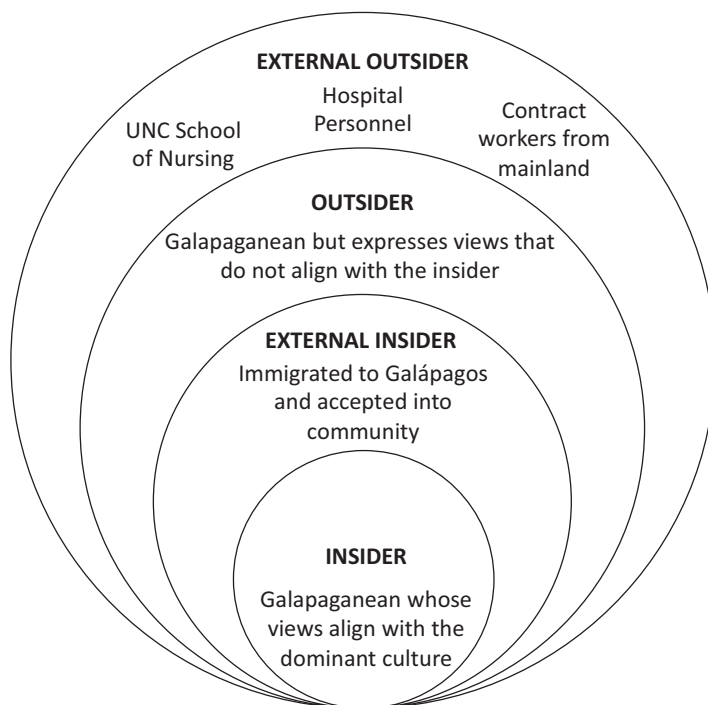 EXTERNAL OUTSIDER
UNC School
of Nursing
Hospital
Personnel
Contract
workers from
mainland
OUTSIDER
Galapaganean but expresses views that
do not align with the insider
EXTERNAL INSIDER
Immigrated to Galápagos
and accepted into
community
INSIDER
Galapaganean whose
views align with the
dominant culture